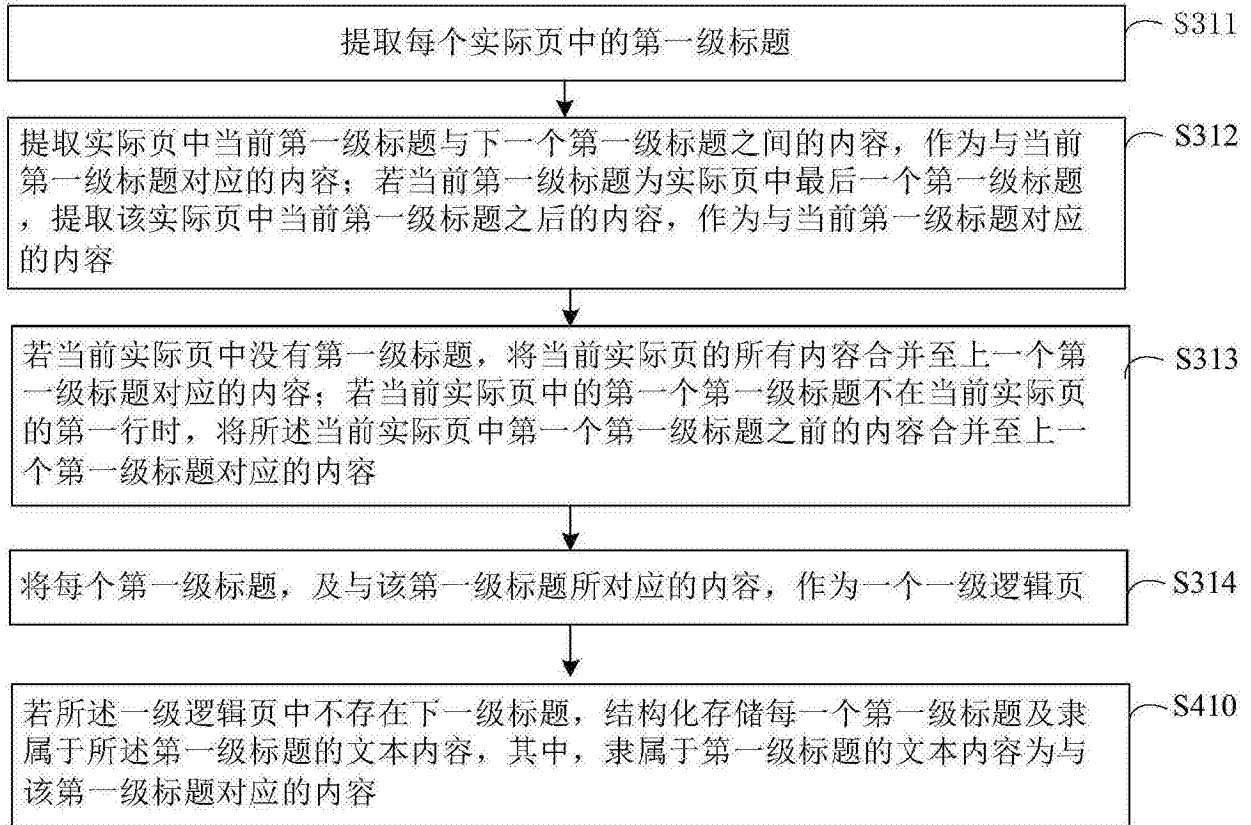 提取每个实际页中的第一级标题
S311
提取实际页中当前第一级标题与下一个第一级标题之间的内容，作为与当前
第一级标题对应的内容；若当前第一级标题为实际页中最后一个第一级标题
，提取该实际页中当前第一级标题之后的内容，作为与当前第一级标题对应
的内容
S312
若当前实际页中没有第一级标题，将当前实际页的所有内容合并至上一个第
一级标题对应的内容；若当前实际页中的第一个第一级标题不在当前实际页
的第一行时，将所述当前实际页中第一个第一级标题之前的内容合并至上一
个第一级标题对应的内容
S313
将每个第一级标题，及与该第一级标题所对应的内容，作为一个一级逻辑页
S314
若所述一级逻辑页中不存在下一级标题，结构化存储每一个第一级标题及隶
属于所述第一级标题的文本内容，其中，隶属于第一级标题的文本内容为与
该第一级标题对应的内容
S410